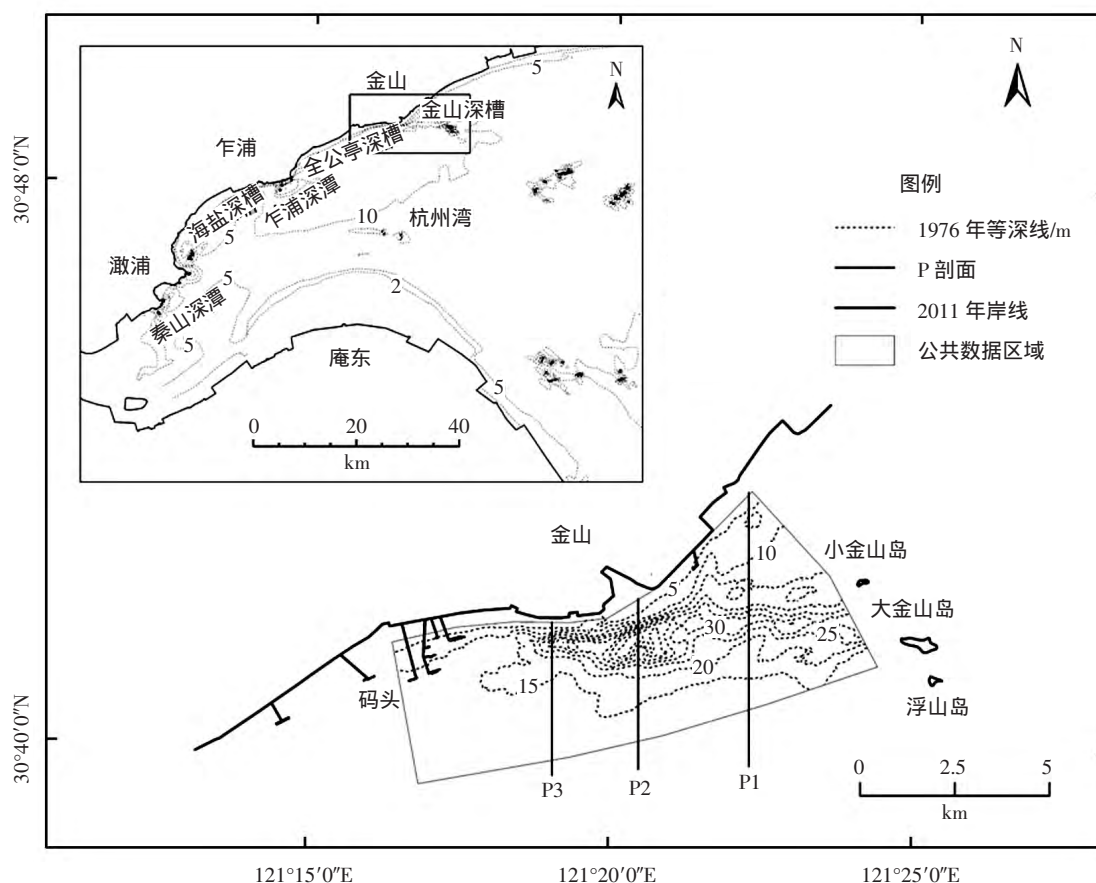 N
5
金山
N
金山深槽
全公亭深槽
乍浦
乍浦深潭
海盐深槽
10
杭州湾
5
澉浦
5
2
秦山深潭
5
庵东
5
0 20 40
km
图例
1976 年等深线/m
P 剖面
2011 年岸线
公共数据区域
金山
10
小金山岛
5
大金山岛
30
25
20
15
码头
浮山岛
P3
P2
P1
0 2.5 5
km
30°48′0″N
30°40′0″N
121°15′0″E
121°20′0″E
121°25′0″E